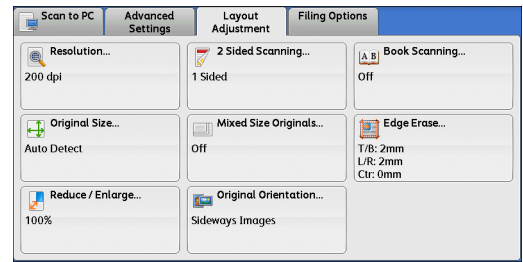 Scan to PC
Advanced
Settings
Layout
Adjustment
Filing Options
Resolution...
200 dpi
2 Sided Scanning...
1 Sided
A B
Book Scanning...
Off
Original Size...
Auto Detect
Mixed Size Originals...
Off
Edge Erase...
T/B: 2mm
L/R: 2mm
Ctr: 0mm
Reduce / Enlarge...
100%
Original Orientation...
Sideways Images